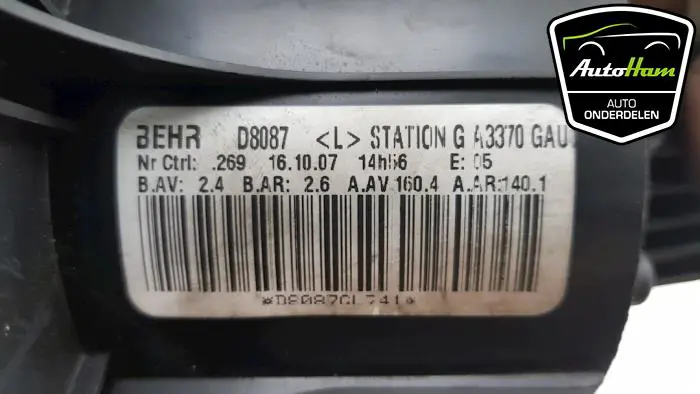 BEHR D8087 <L> STATION G A3370 GAU
Nr Ctrl: .269 16.10.07 14h56 E: 05
B.AV: 2.4 B.AR: 2.6 A.AV:160.4 A.AR:140.1
*D8087GL741*
AutoHam
AUTO
ONDERDELEN